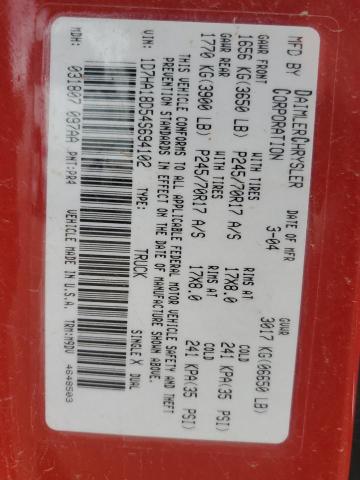 MFD BY DAIMLERCHRYSLER CORPORATION
DATE OF MFR 3-04
GVWR 3017 KG(06650 LB)
GAWR FRONT WITH TIRES RIMS AT COLD
1656 KG(3650 LB) P245/70R17 A/S 17X8.0 241 KPA(35 PSI)
GAWR REAR WITH TIRES RIMS AT COLD
1770 KG(3900 LB) P245/70R17 A/S 17X8.0 241 KPA(35 PSI)
THIS VEHICLE CONFORMS TO ALL APPLICABLE FEDERAL MOTOR VEHICLE SAFETY AND THEFT
PREVENTION STANDARDS IN EFFECT ON THE DATE OF MANUFACTURE SHOWN ABOVE.
VIN: 1D7HA18D54S694102 TYPE: TRUCK SINGLE X DUAL
MDH: 031807 097AA PNT:PR4 VEHICLE MADE IN U.S.A. TRM:M9DV 4648503